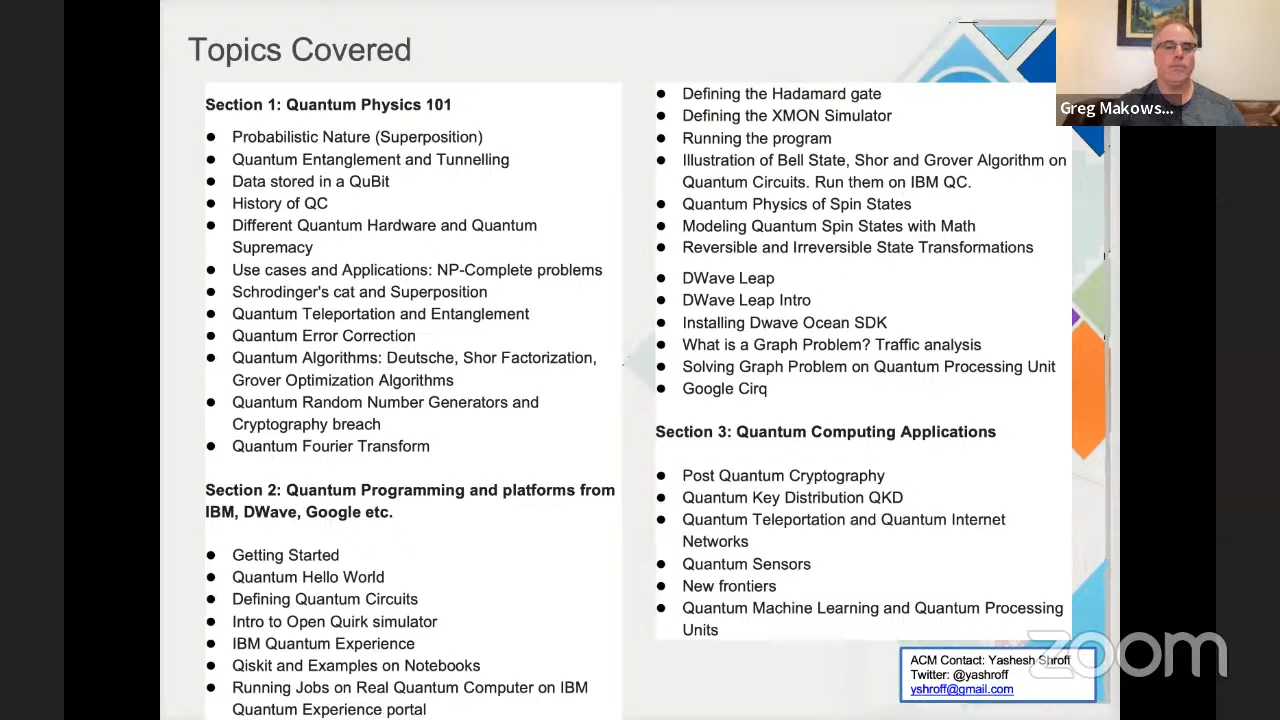 Topics Covered
Section 1: Quantum Physics 101
Probabilistic Nature (Superposition)
Quantum Entanglement and Tunnelling
Data stored in a QuBit
History of QC
Different Quantum Hardware and Quantum
Supremacy
Use cases and Applications: NP-Complete problems
Schrodinger's cat and Superposition
Quantum Teleportation and Entanglement
Quantum Error Correction
Quantum Algorithms: Deutsche, Shor Factorization,
Grover Optimization Algorithms
Quantum Random Number Generators and
Cryptography breach
Quantum Fourier Transform
Section 2: Quantum Programming and platforms from
IBM, DWave, Google etc.
Getting Started
Quantum Hello World
Defining Quantum Circuits
Intro to Open Quirk simulator
IBM Quantum Experience
Qiskit and Examples on Notebooks
Running Jobs on Real Quantum Computer on IBM
Quantum Experience portal
Defining the Hadamard gate
Defining the XMON Simulator
Running the program
Illustration of Bell State, Shor and Grover Algorithm on
Quantum Circuits. Run them on IBM QC.
Quantum Physics of Spin States
Modeling Quantum Spin States with Math
Reversible and Irreversible State Transformations
DWave Leap
DWave Leap Intro
Installing Dwave Ocean SDK
What is a Graph Problem? Traffic analysis
Solving Graph Problem on Quantum Processing Unit
Google Cirq
Section 3: Quantum Computing Applications
Post Quantum Cryptography
Quantum Key Distribution QKD
Quantum Teleportation and Quantum Internet
Networks
Quantum Sensors
New frontiers
Quantum Machine Learning and Quantum Processing
Units
ACM Contact: Yashesh Shroff
Twitter: @yashroff
yshroff@gmail.com
Greg Makows...
zoom